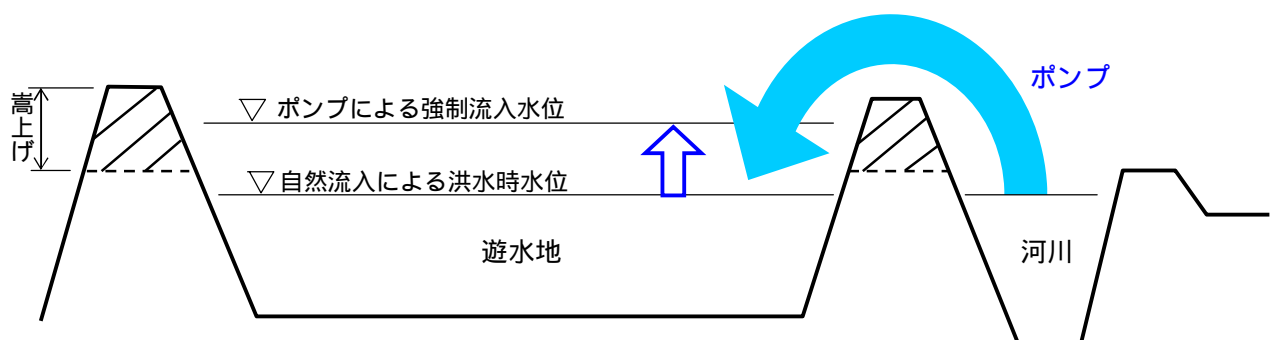 ポンプ
嵩上げ
▽ ポンプによる強制流入水位
▽ 自然流入による洪水時水位
遊水地
河川